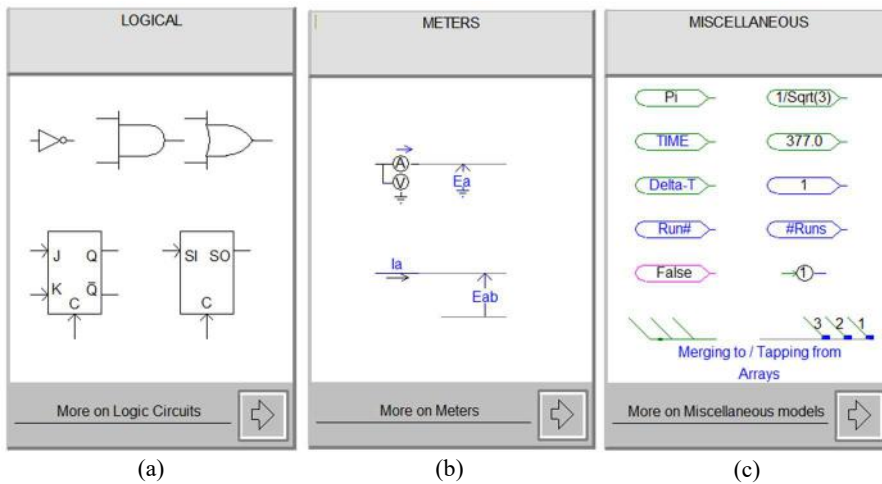 LOGICAL
J Q
K Q̅
C
SI SO
C
More on Logic Circuits
(a)
METERS
A
V
Ea
Ia
Eab
More on Meters
(b)
MISCELLANEOUS
Pi 1/Sqrt(3)
TIME 377.0
Delta-T 1
Run# #Runs
False 1
3 2 1
Merging to / Tapping from
Arrays
More on Miscellaneous models
(c)